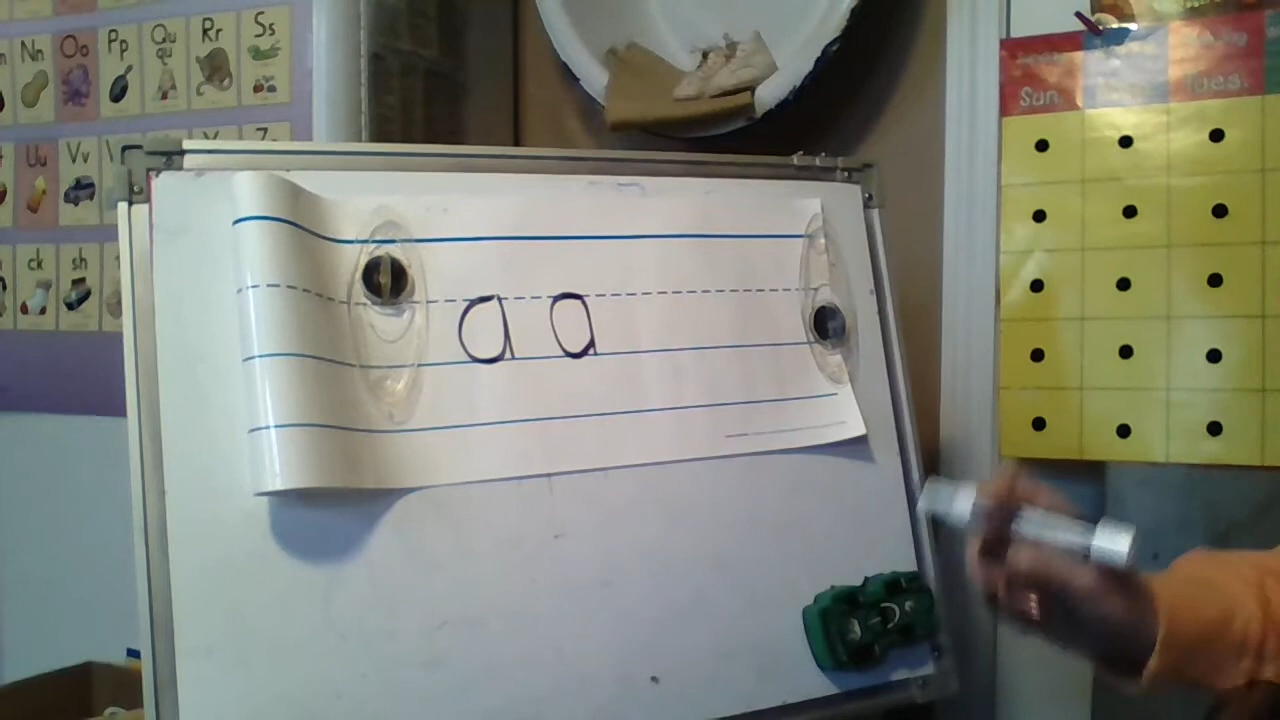 Nn Oo Pp Qu qu Rr Ss
Uu Vv
ck sh
a a
Sun.
Tues.